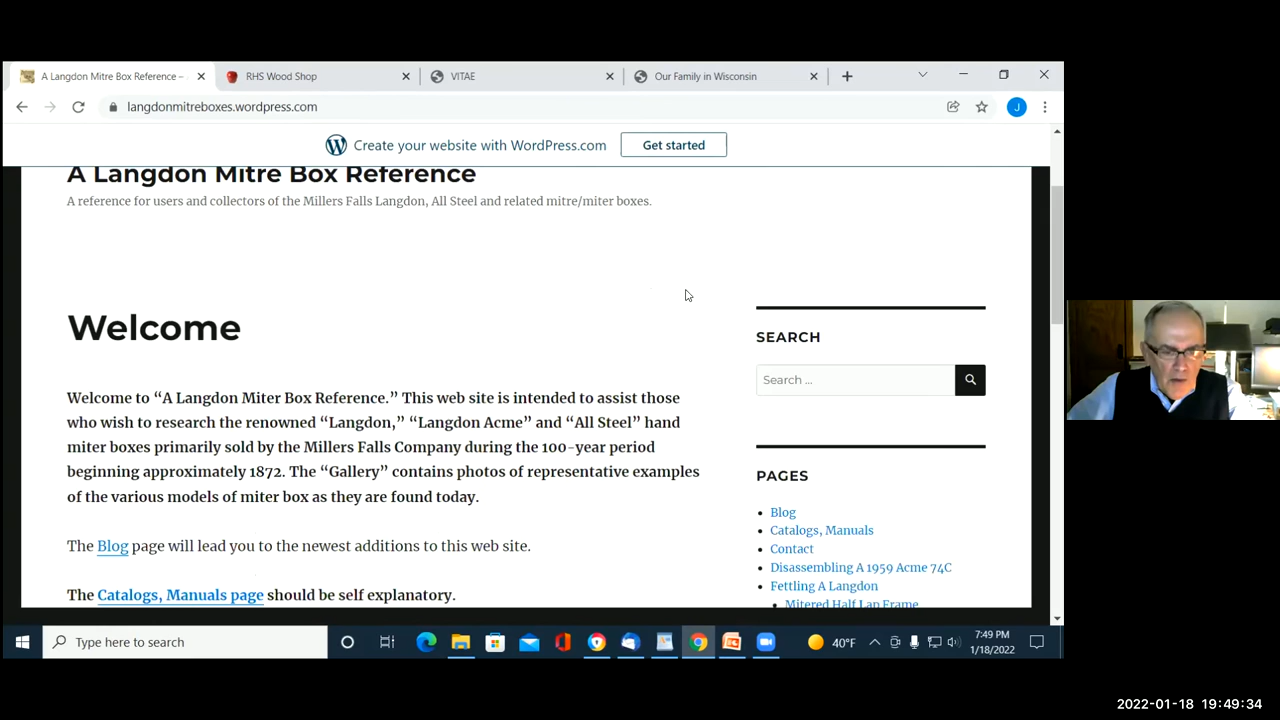 A Langdon Mitre Box Reference –
RHS Wood Shop
VITAE
Our Family in Wisconsin
langdonmitreboxes.wordpress.com
J
Create your website with WordPress.com
Get started
A Langdon Mitre Box Reference
A reference for users and collectors of the Millers Falls Langdon, All Steel and related mitre/miter boxes.
Welcome
SEARCH
Search ...
Welcome to “A Langdon Miter Box Reference.” This web site is intended to assist those
who wish to research the renowned “Langdon,” “Langdon Acme” and “All Steel” hand
miter boxes primarily sold by the Millers Falls Company during the 100-year period
beginning approximately 1872. The “Gallery” contains photos of representative examples
of the various models of miter box as they are found today.
The Blog page will lead you to the newest additions to this web site.
The Catalogs, Manuals page should be self explanatory.
PAGES
Blog
Catalogs, Manuals
Contact
Disassembling A 1959 Acme 74C
Fettling A Langdon
Mitered Half Lap Frame
Type here to search
40°F
7:49 PM
1/18/2022
2022-01-18 19:49:34